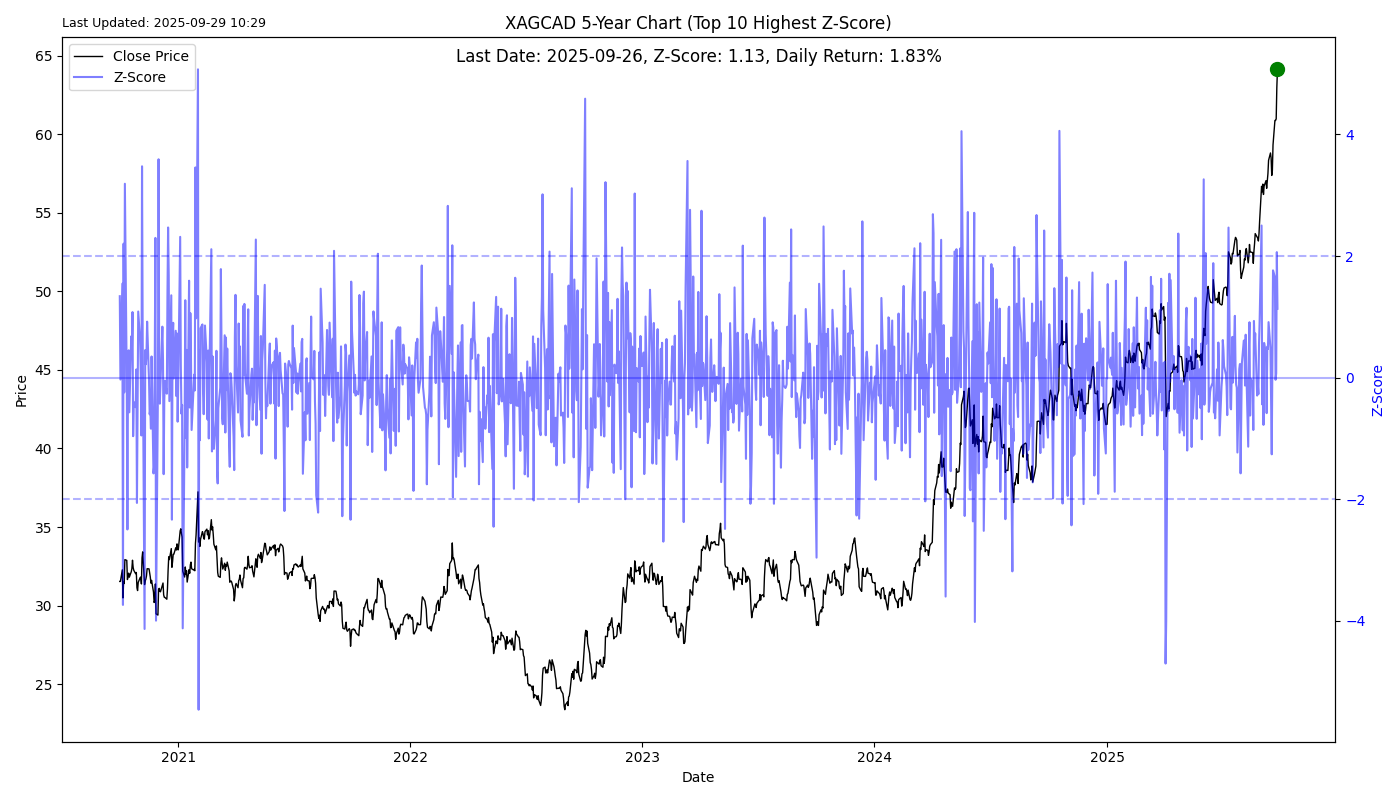 Last Updated: 2025-09-29 10:29
XAGCAD 5-Year Chart (Top 10 Highest Z-Score)
Last Date: 2025-09-26, Z-Score: 1.13, Daily Return: 1.83%
Close Price
Z-Score
65
60
55
50
45
40
35
30
25
Price
4
2
0
−2
−4
Z-Score
2021
2022
2023
2024
2025
Date